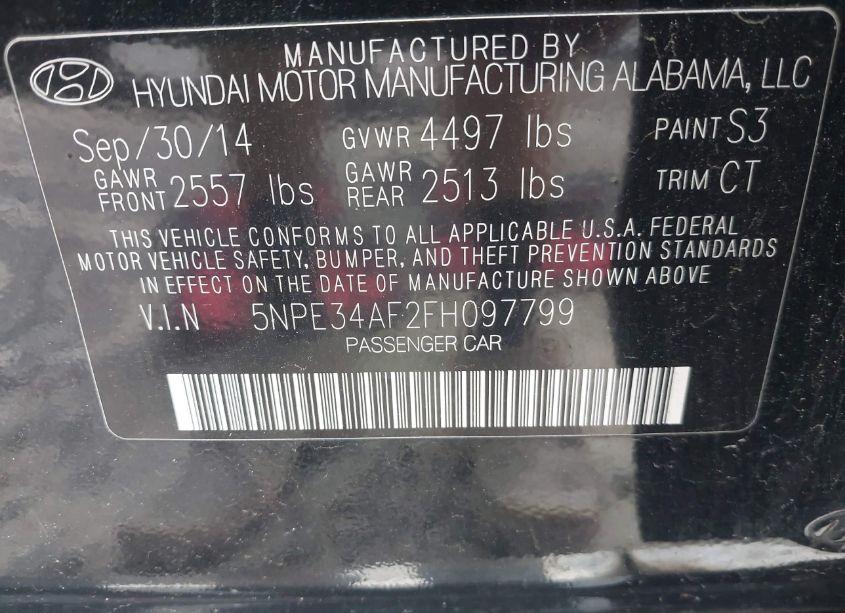 MANUFACTURED BY
HYUNDAI MOTOR MANUFACTURING ALABAMA, LLC
Sep/30/14 GVWR 4497 lbs PAINT S3
GAWR FRONT 2557 lbs GAWR REAR 2513 lbs TRIM CT
THIS VEHICLE CONFORMS TO ALL APPLICABLE U.S.A. FEDERAL
MOTOR VEHICLE SAFETY, BUMPER, AND THEFT PREVENTION STANDARDS
IN EFFECT ON THE DATE OF MANUFACTURE SHOWN ABOVE
V.I.N 5NPE34AF2FH097799
PASSENGER CAR